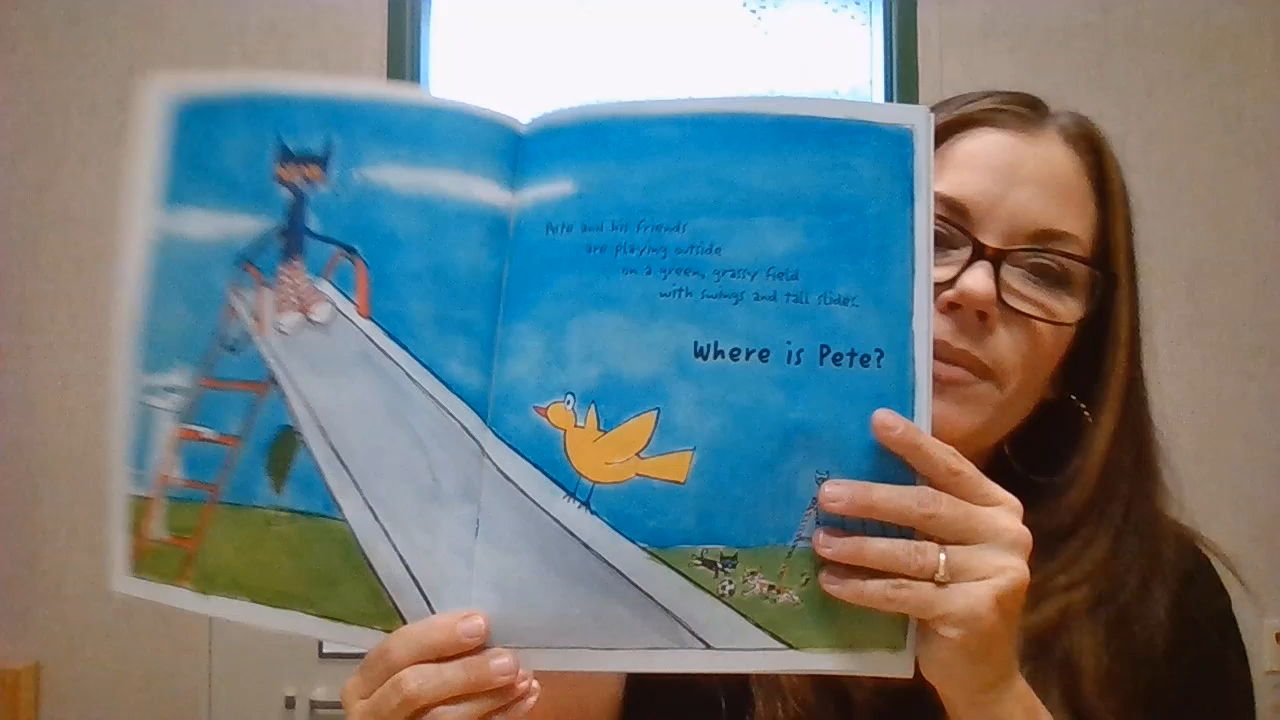 Pete and his friends
are playing outside
on a green, grassy field
with swings and tall slides.
Where is Pete?